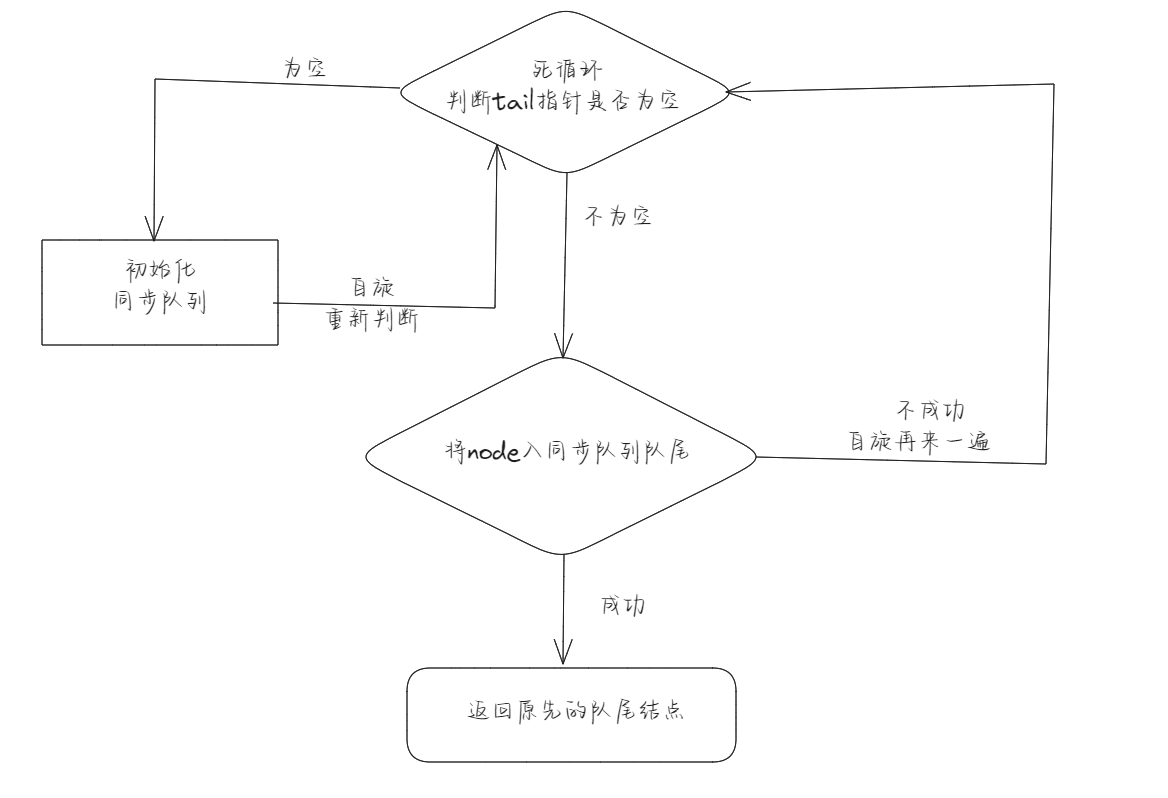 死循环
判断tail指针是否为空
为空
不为空
初始化
同步队列
自旋
重新判断
将node入同步队列队尾
不成功
自旋再来一遍
成功
返回原先的队尾结点